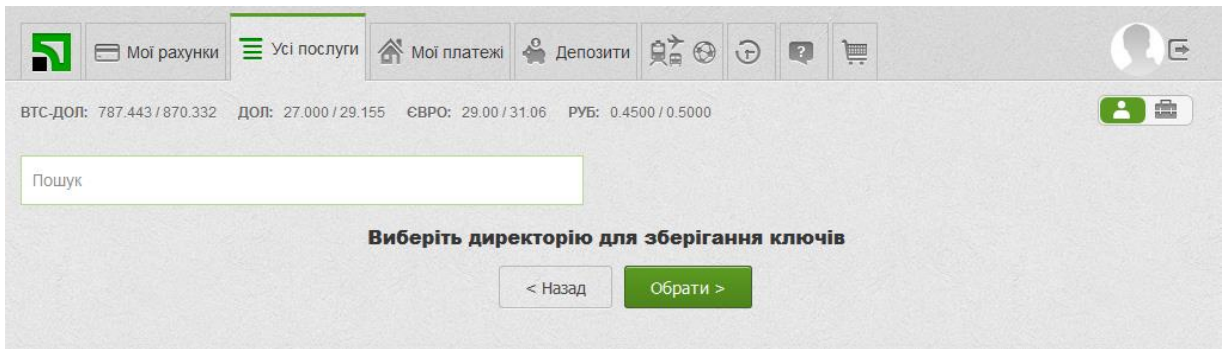 Мої рахунки Усі послуги Мої платежі Депозити
BTC-ДОЛ: 787.443 / 870.332 ДОЛ: 27.000 / 29.155 ЄВРО: 29.00 / 31.06 РУБ: 0.4500 / 0.5000
Пошук
Виберіть директорію для зберігання ключів
< Назад Обрати >